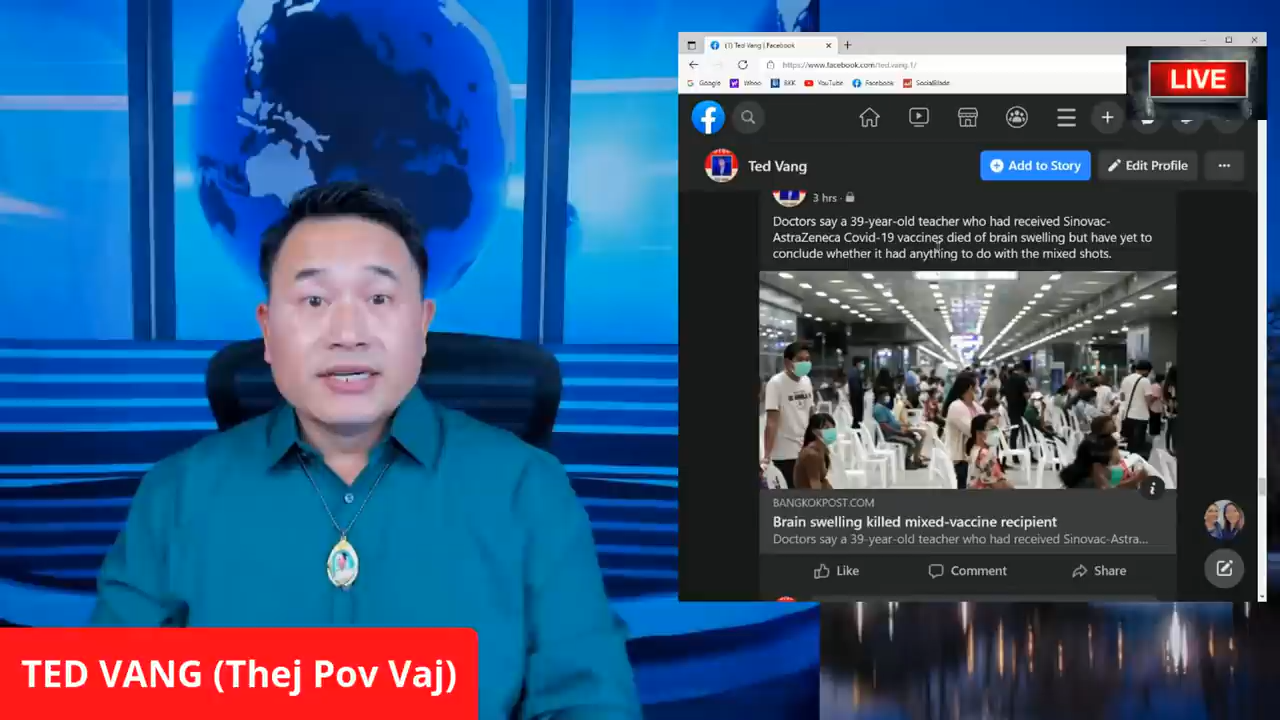 (1) Ted Vang | Facebook
https://www.facebook.com/ted.vang.1/
Google Yahoo BKK YouTube Facebook SocialBlade
LIVE
Ted Vang
Add to Story
Edit Profile
3 hrs
Doctors say a 39-year-old teacher who had received Sinovac-
AstraZeneca Covid-19 vaccines died of brain swelling but have yet to
conclude whether it had anything to do with the mixed shots.
BANGKOKPOST.COM
Brain swelling killed mixed-vaccine recipient
Doctors say a 39-year-old teacher who had received Sinovac-Astra...
Like
Comment
Share
TED VANG (Thej Pov Vaj)